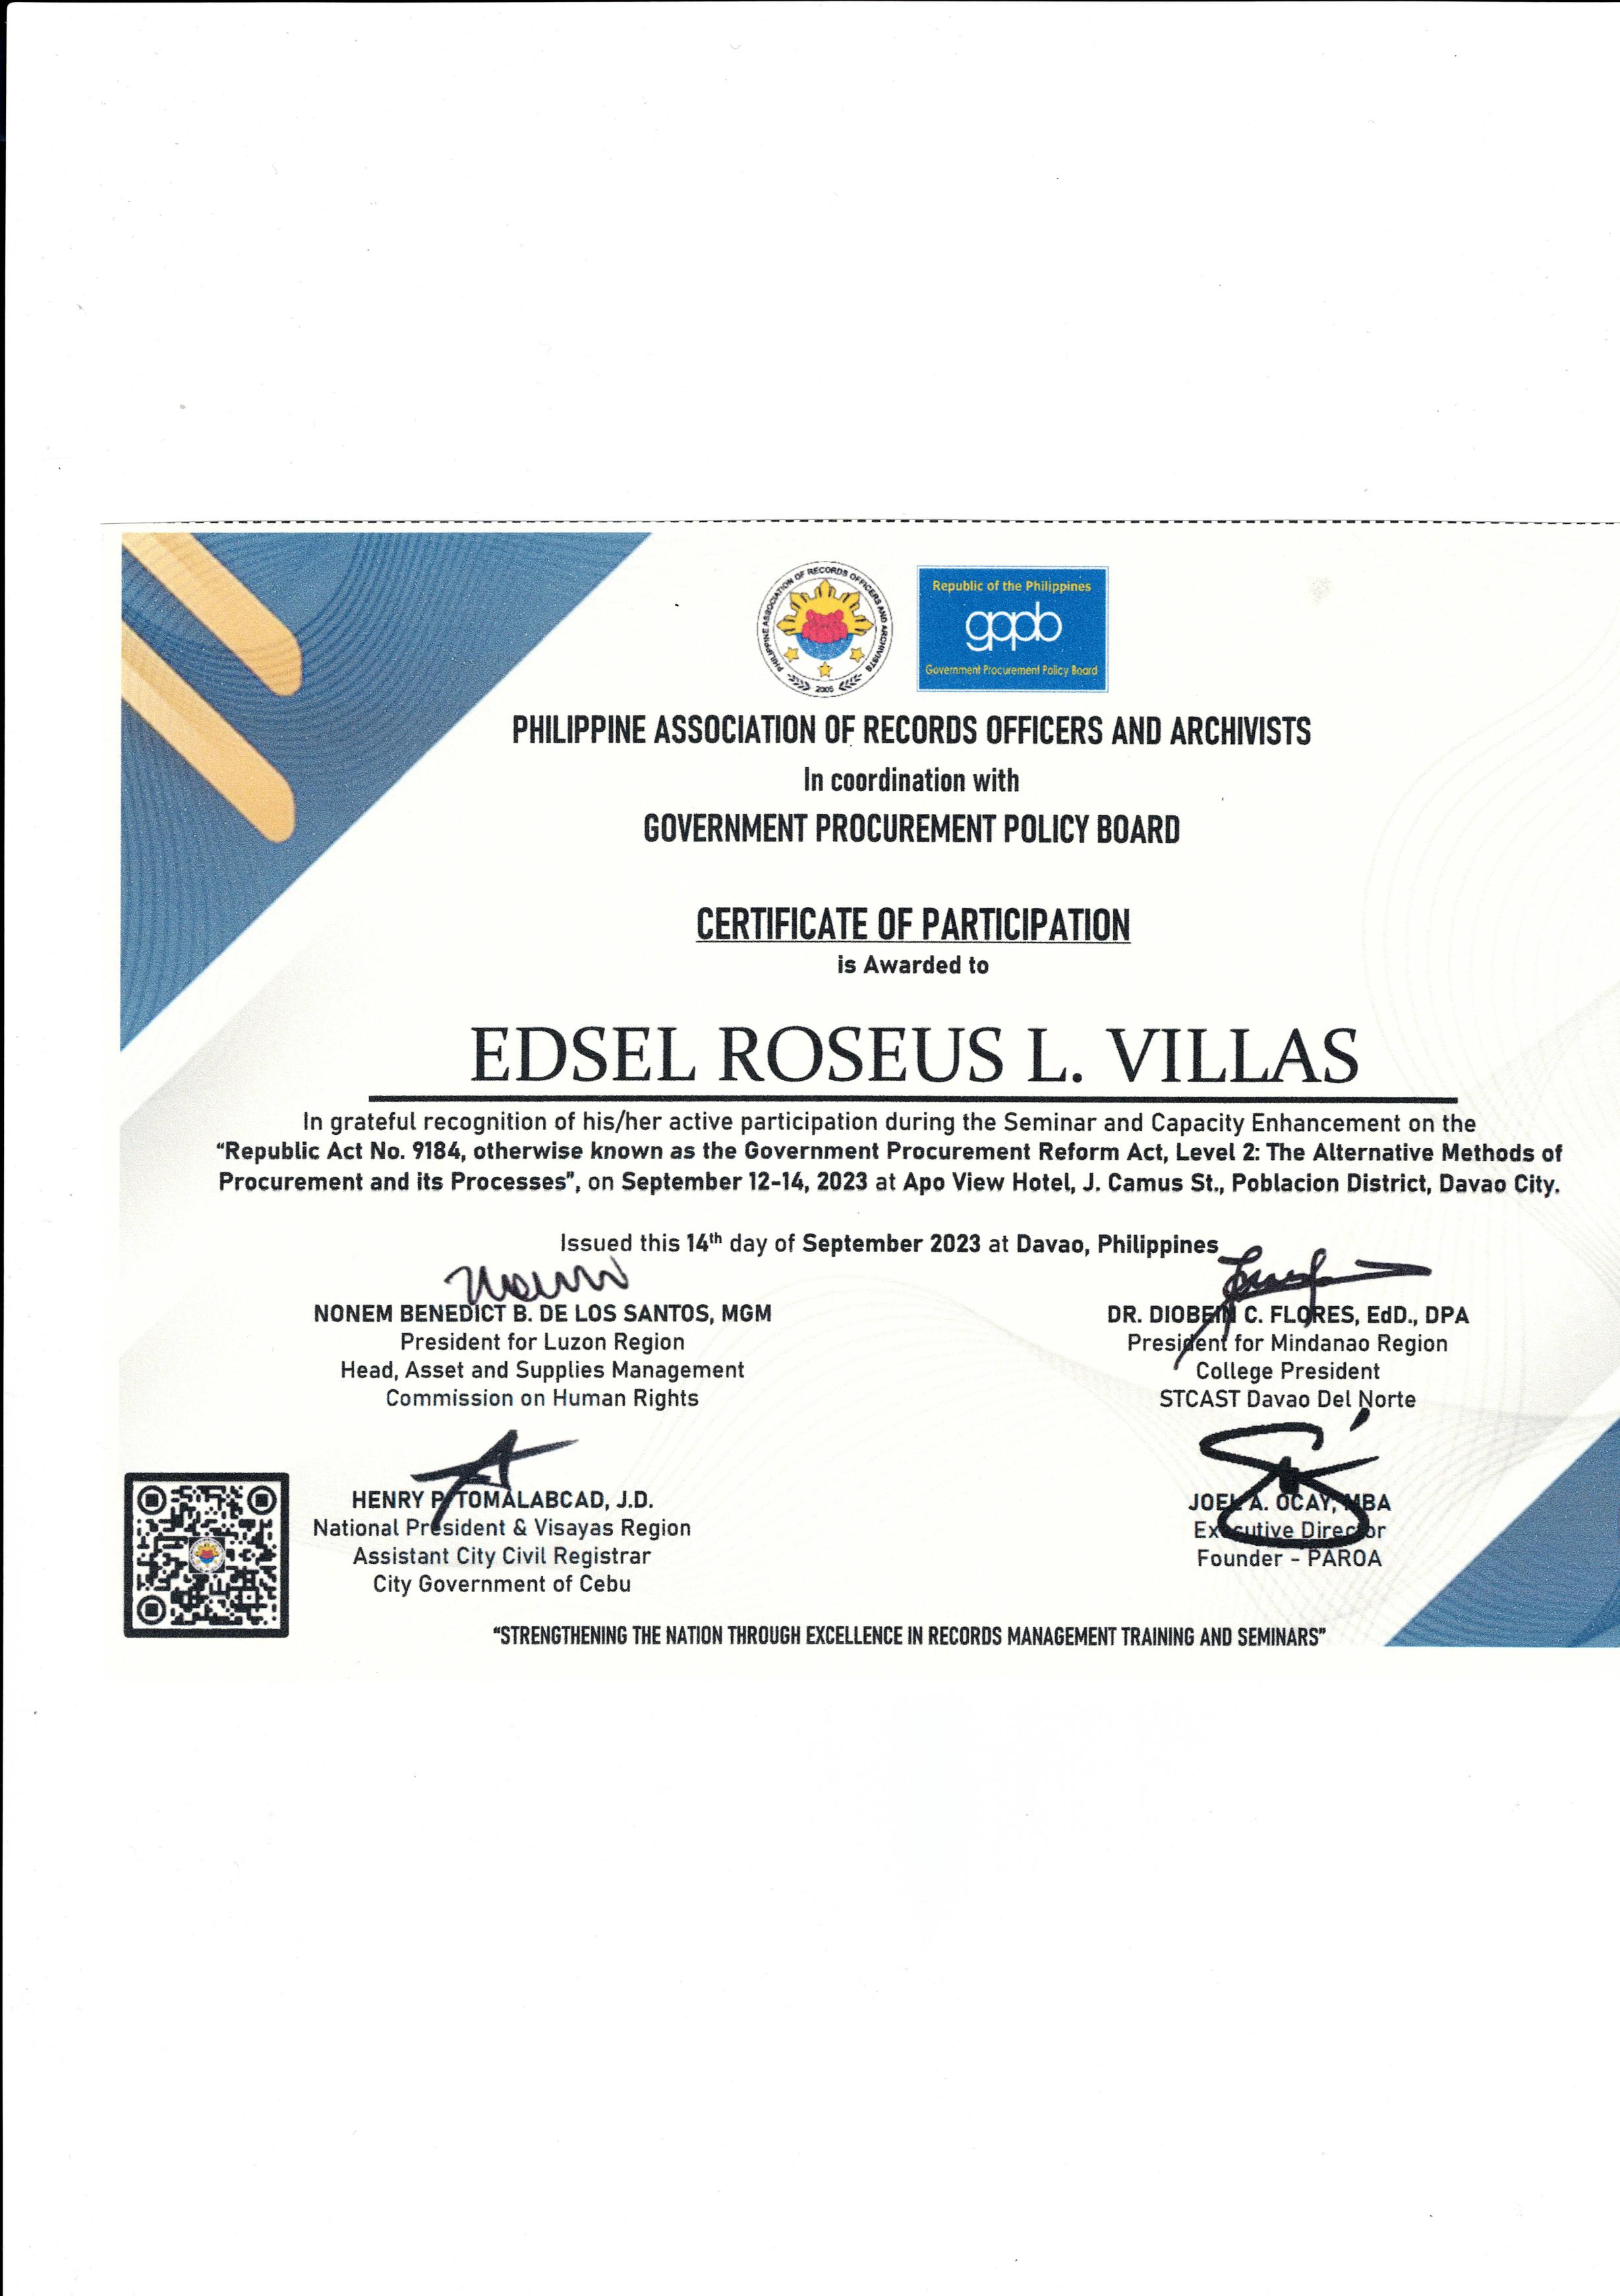 PHILIPPINE ASSOCIATION OF RECORDS OFFICERS AND ARCHIVISTS
2005
Republic of the Philippines
gppb
Government Procurement Policy Board
PHILIPPINE ASSOCIATION OF RECORDS OFFICERS AND ARCHIVISTS
In coordination with
GOVERNMENT PROCUREMENT POLICY BOARD
CERTIFICATE OF PARTICIPATION
is Awarded to
EDSEL ROSEUS L. VILLAS
In grateful recognition of his/her active participation during the Seminar and Capacity Enhancement on the
“Republic Act No. 9184, otherwise known as the Government Procurement Reform Act, Level 2: The Alternative Methods of
Procurement and its Processes”, on September 12-14, 2023 at Apo View Hotel, J. Camus St., Poblacion District, Davao City.
Issued this 14th day of September 2023 at Davao, Philippines
NONEM BENEDICT B. DE LOS SANTOS, MGM
President for Luzon Region
Head, Asset and Supplies Management
Commission on Human Rights
DR. DIOBEIN C. FLORES, EdD., DPA
President for Mindanao Region
College President
STCAST Davao Del Norte
HENRY P. TOMALABCAD, J.D.
National President & Visayas Region
Assistant City Civil Registrar
City Government of Cebu
JOEL A. OCAY, MBA
Executive Director
Founder - PAROA
“STRENGTHENING THE NATION THROUGH EXCELLENCE IN RECORDS MANAGEMENT TRAINING AND SEMINARS”